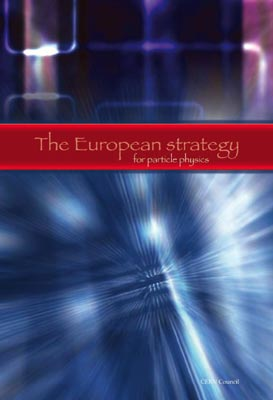 The European strategy
for particle physics
CERN Council